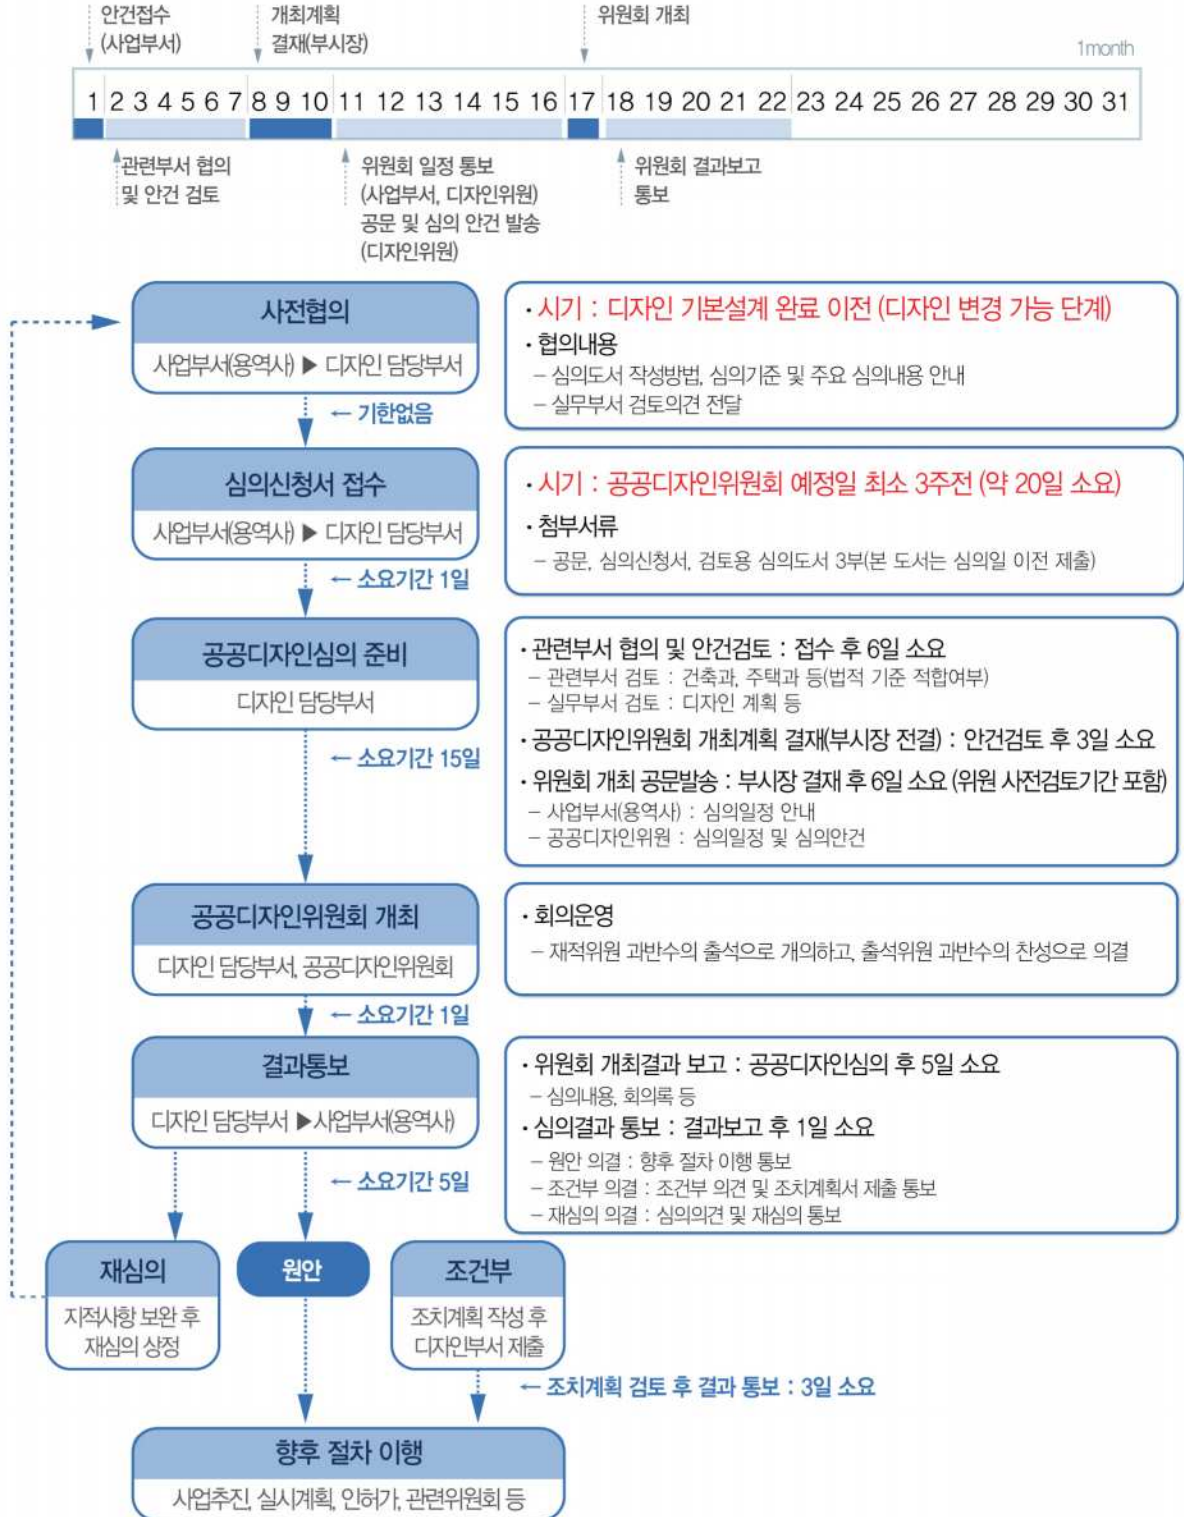 안건접수
(사업부서)
개최계획
결재(부시장)
위원회 개최
1month
1 2 3 4 5 6 7 8 9 10 11 12 13 14 15 16 17 18 19 20 21 22 23 24 25 26 27 28 29 30 31
관련부서 협의
및 안건 검토
위원회 일정 통보
(사업부서, 디자인위원)
공문 및 심의 안건 발송
(디자인위원)
위원회 결과보고
통보
사전협의
사업부서(용역사) ▶ 디자인 담당부서
← 기한없음
· 시기 : 디자인 기본설계 완료 이전 (디자인 변경 가능 단계)
· 협의내용
– 심의도서 작성방법, 심의기준 및 주요 심의내용 안내
– 실무부서 검토의견 전달
심의신청서 접수
사업부서(용역사) ▶ 디자인 담당부서
← 소요기간 1일
· 시기 : 공공디자인위원회 예정일 최소 3주전 (약 20일 소요)
· 첨부서류
– 공문, 심의신청서, 검토용 심의도서 3부(본 도서는 심의일 이전 제출)
공공디자인심의 준비
디자인 담당부서
← 소요기간 15일
· 관련부서 협의 및 안건검토 : 접수 후 6일 소요
– 관련부서 검토 : 건축과, 주택과 등(법적 기준 적합여부)
– 실무부서 검토 : 디자인 계획 등
· 공공디자인위원회 개최계획 결재(부시장 전결) : 안건검토 후 3일 소요
· 위원회 개최 공문발송 : 부시장 결재 후 6일 소요 (위원 사전검토기간 포함)
– 사업부서(용역사) : 심의일정 안내
– 공공디자인위원 : 심의일정 및 심의안건
공공디자인위원회 개최
디자인 담당부서, 공공디자인위원회
← 소요기간 1일
· 회의운영
– 재적위원 과반수의 출석으로 개의하고, 출석위원 과반수의 찬성으로 의결
결과통보
디자인 담당부서 ▶사업부서(용역사)
← 소요기간 5일
· 위원회 개최결과 보고 : 공공디자인심의 후 5일 소요
– 심의내용, 회의록 등
· 심의결과 통보 : 결과보고 후 1일 소요
– 원안 의결 : 향후 절차 이행 통보
– 조건부 의결 : 조건부 의견 및 조치계획서 제출 통보
– 재심의 의결 : 심의의견 및 재심의 통보
재심의
지적사항 보완 후
재심의 상정
원안
조건부
조치계획 작성 후
디자인부서 제출
← 조치계획 검토 후 결과 통보 : 3일 소요
향후 절차 이행
사업추진, 실시계획, 인허가, 관련위원회 등